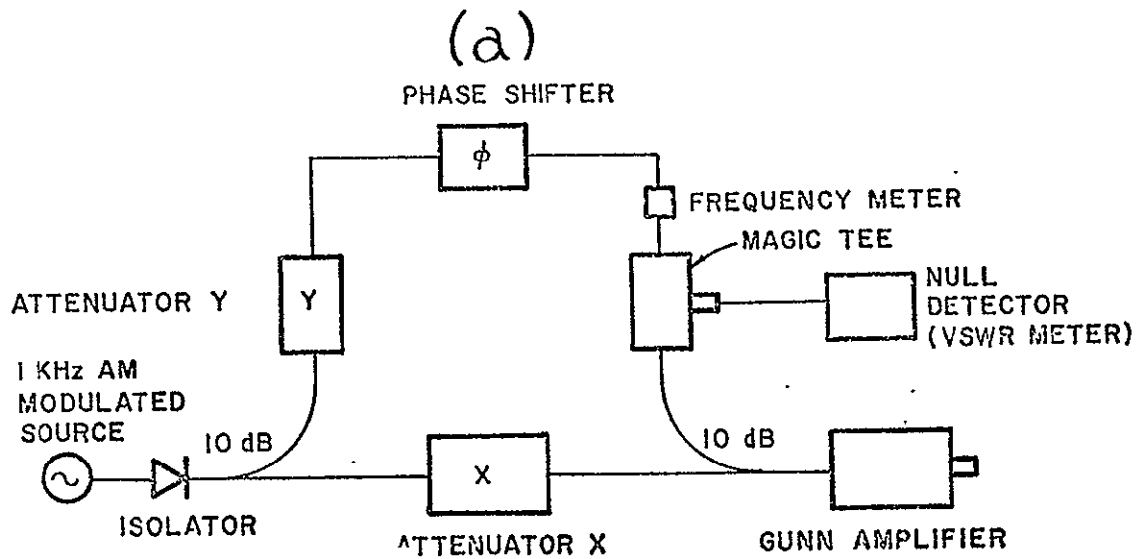 (a)
PHASE SHIFTER
ϕ
FREQUENCY METER
MAGIC TEE
ATTENUATOR Y
Y
NULL
DETECTOR
(VSWR METER)
1 KHz AM
MODULATED
SOURCE
10 dB
10 dB
X
ISOLATOR
ATTENUATOR X
GUNN AMPLIFIER